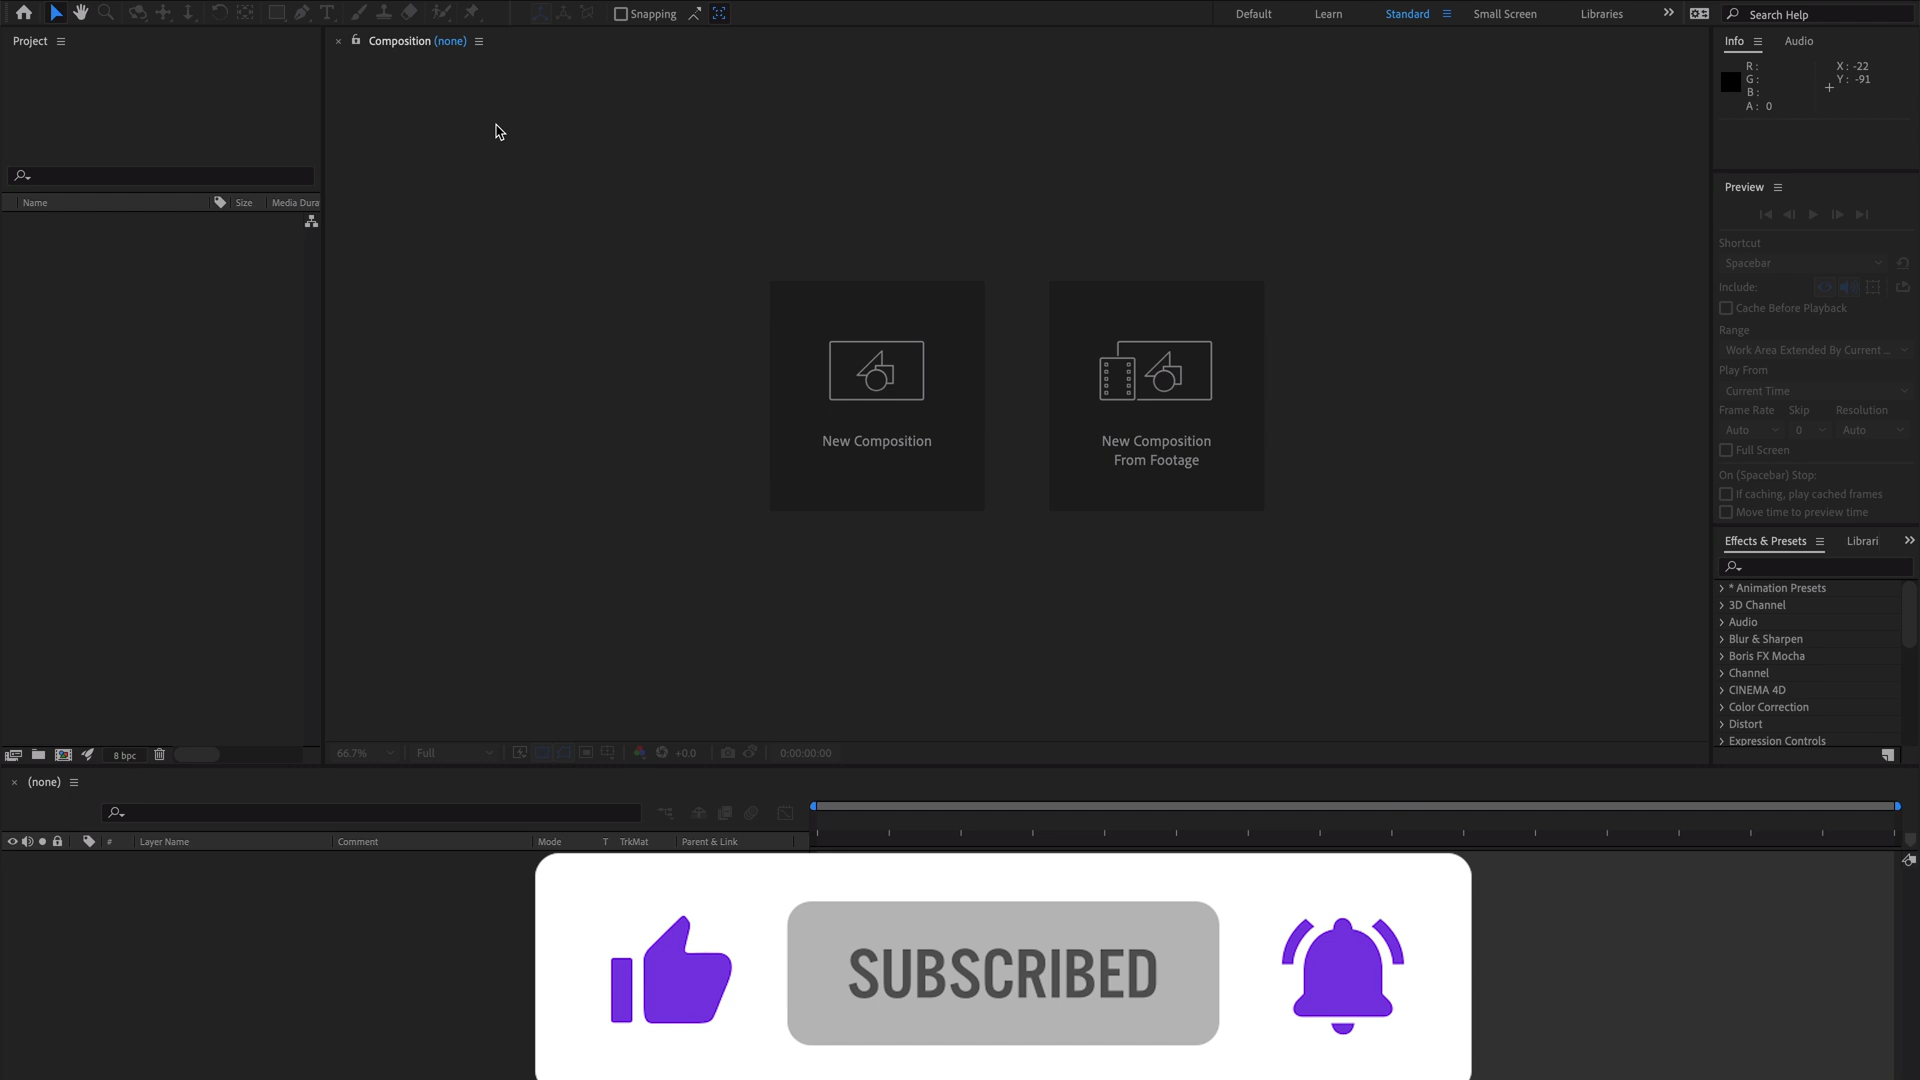 Snapping
Default
Learn
Standard
Small Screen
Libraries
Search Help
Project
Composition (none)
Info
Audio
R :
G :
B :
A : 0
X : -22
Y : -91
Name
Size
Media Dura
Preview
Shortcut
Spacebar
Include:
Cache Before Playback
Range
Work Area Extended By Current ...
Play From
Current Time
Frame Rate
Skip
Resolution
Auto
0
Auto
Full Screen
On (Spacebar) Stop:
If caching, play cached frames
Move time to preview time
New Composition
New Composition
From Footage
Effects & Presets
Librari
* Animation Presets
3D Channel
Audio
Blur & Sharpen
Boris FX Mocha
Channel
CINEMA 4D
Color Correction
Distort
Expression Controls
8 bpc
66.7%
Full
+0.0
0:00:00:00
(none)
#
Layer Name
Comment
Mode
T
TrkMat
Parent & Link
SUBSCRIBED